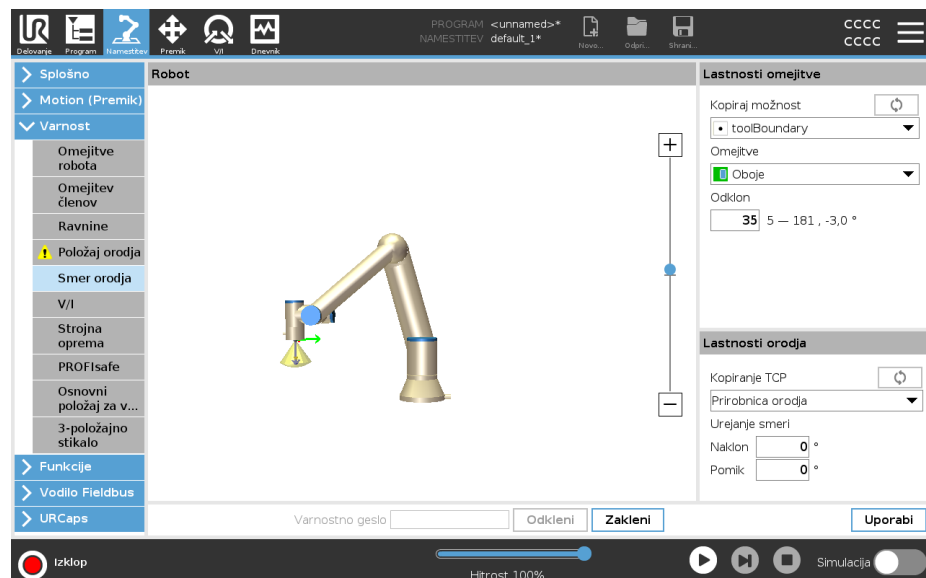 PROGRAM <unnamed>*
NAMESTITEV default_1*
Delovanje
Program
Namestitev
Premik
V/I
Dnevnik
Novo...
Odpri...
Shrani...
CCCC
CCCC
Splošno
Motion (Premik)
Varnost
Omejitve
robota
Omejitev
členov
Ravnine
Položaj orodja
Smer orodja
V/I
Strojna
oprema
PROFIsafe
Osnovni
položaj za v...
3-položajno
stikalo
Funkcije
Vodilo Fieldbus
URCaps
Robot
Varnostno geslo
Odkleni
Zakleni
Lastnosti omejitve
Kopiraj možnost
toolBoundary
Omejitve
Oboje
Odklon
35 5 — 181 , -3,0 °
Lastnosti orodja
Kopiranje TCP
Prirobnica orodja
Urejanje smeri
Naklon 0 °
Pomik 0 °
Uporabi
Izklop
Hitrost 100%
Simulacija